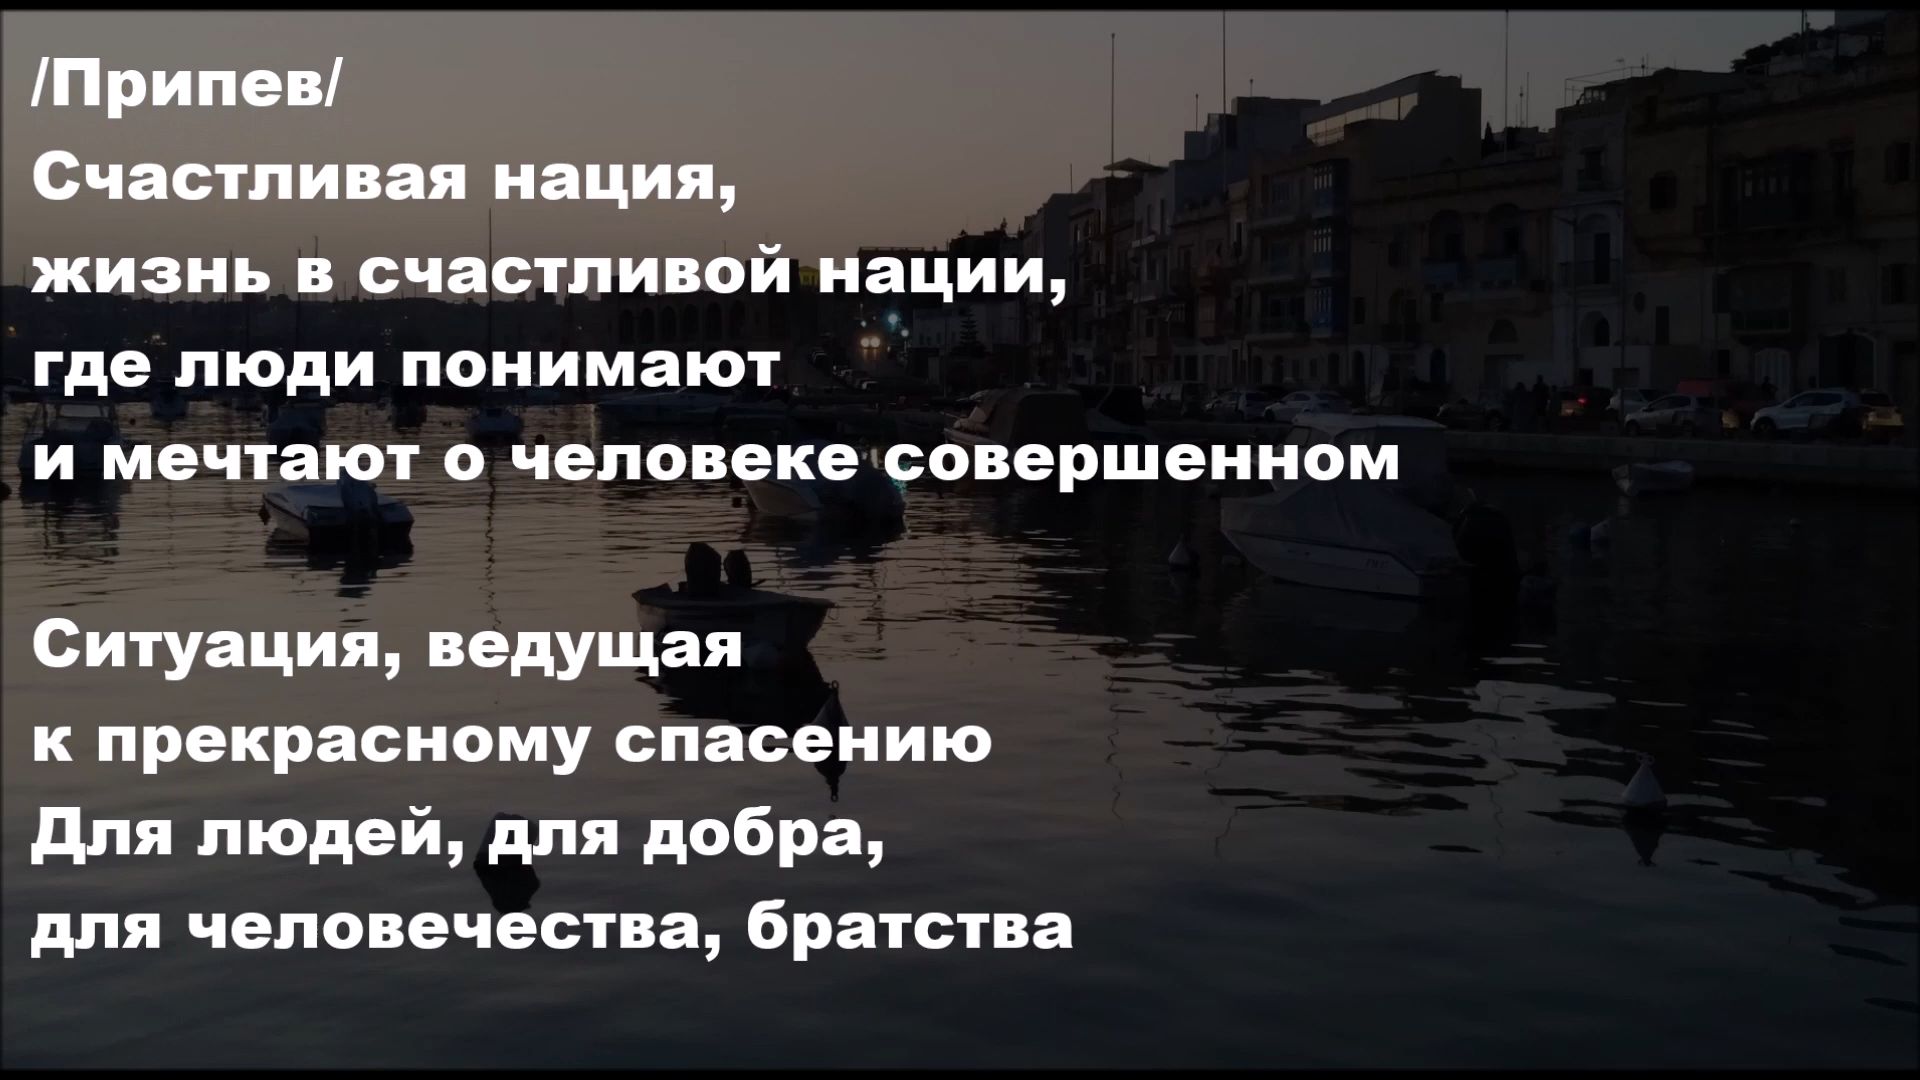 /Припев/
Счастливая нация,
жизнь в счастливой нации,
где люди понимают
и мечтают о человеке совершенном
Ситуация, ведущая
к прекрасному спасению
Для людей, для добра,
для человечества, братства